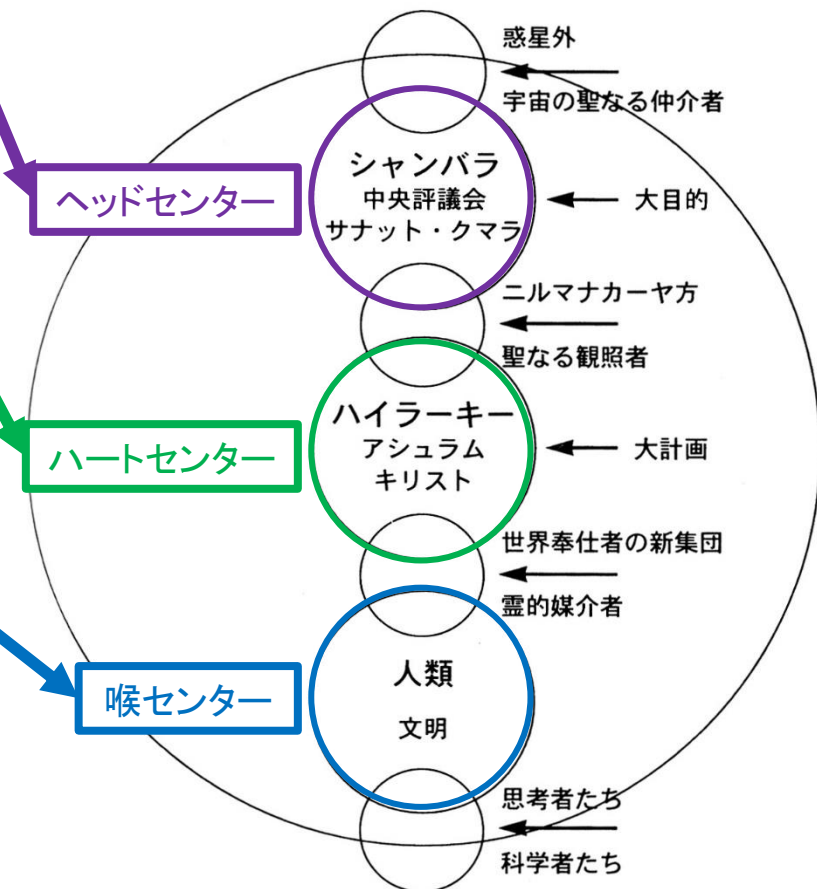 惑星外
宇宙の聖なる仲介者
シャンバラ
中央評議会
サナット・クマラ
ヘッドセンター
大目的
ニルマナカーヤ方
聖なる観照者
ハイラーキー
アシュラム
キリスト
ハートセンター
大計画
世界奉仕者の新集団
霊的媒介者
人類
文明
喉センター
思考者たち
科学者たち